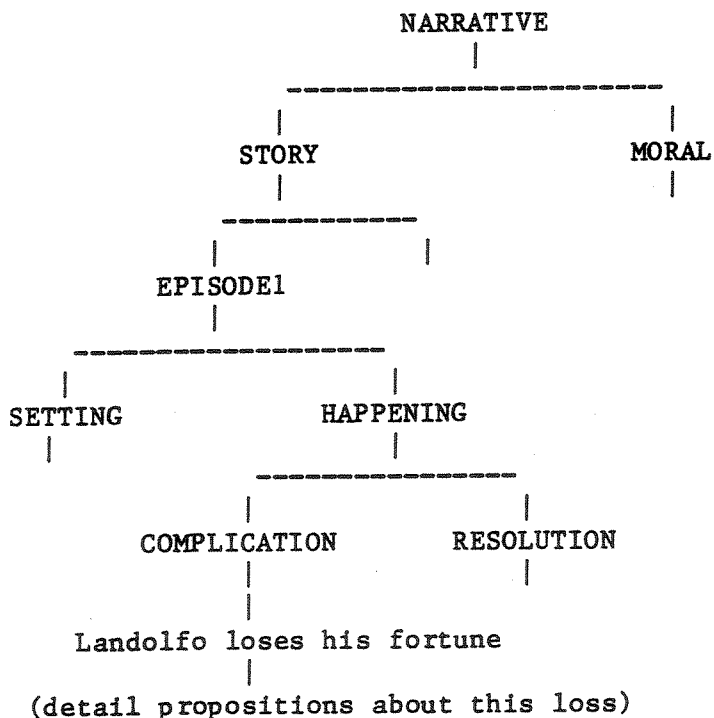 NARRATIVE
STORY MORAL
EPISODE1
SETTING HAPPENING
COMPLICATION RESOLUTION
Landolfo loses his fortune
(detail propositions about this loss)